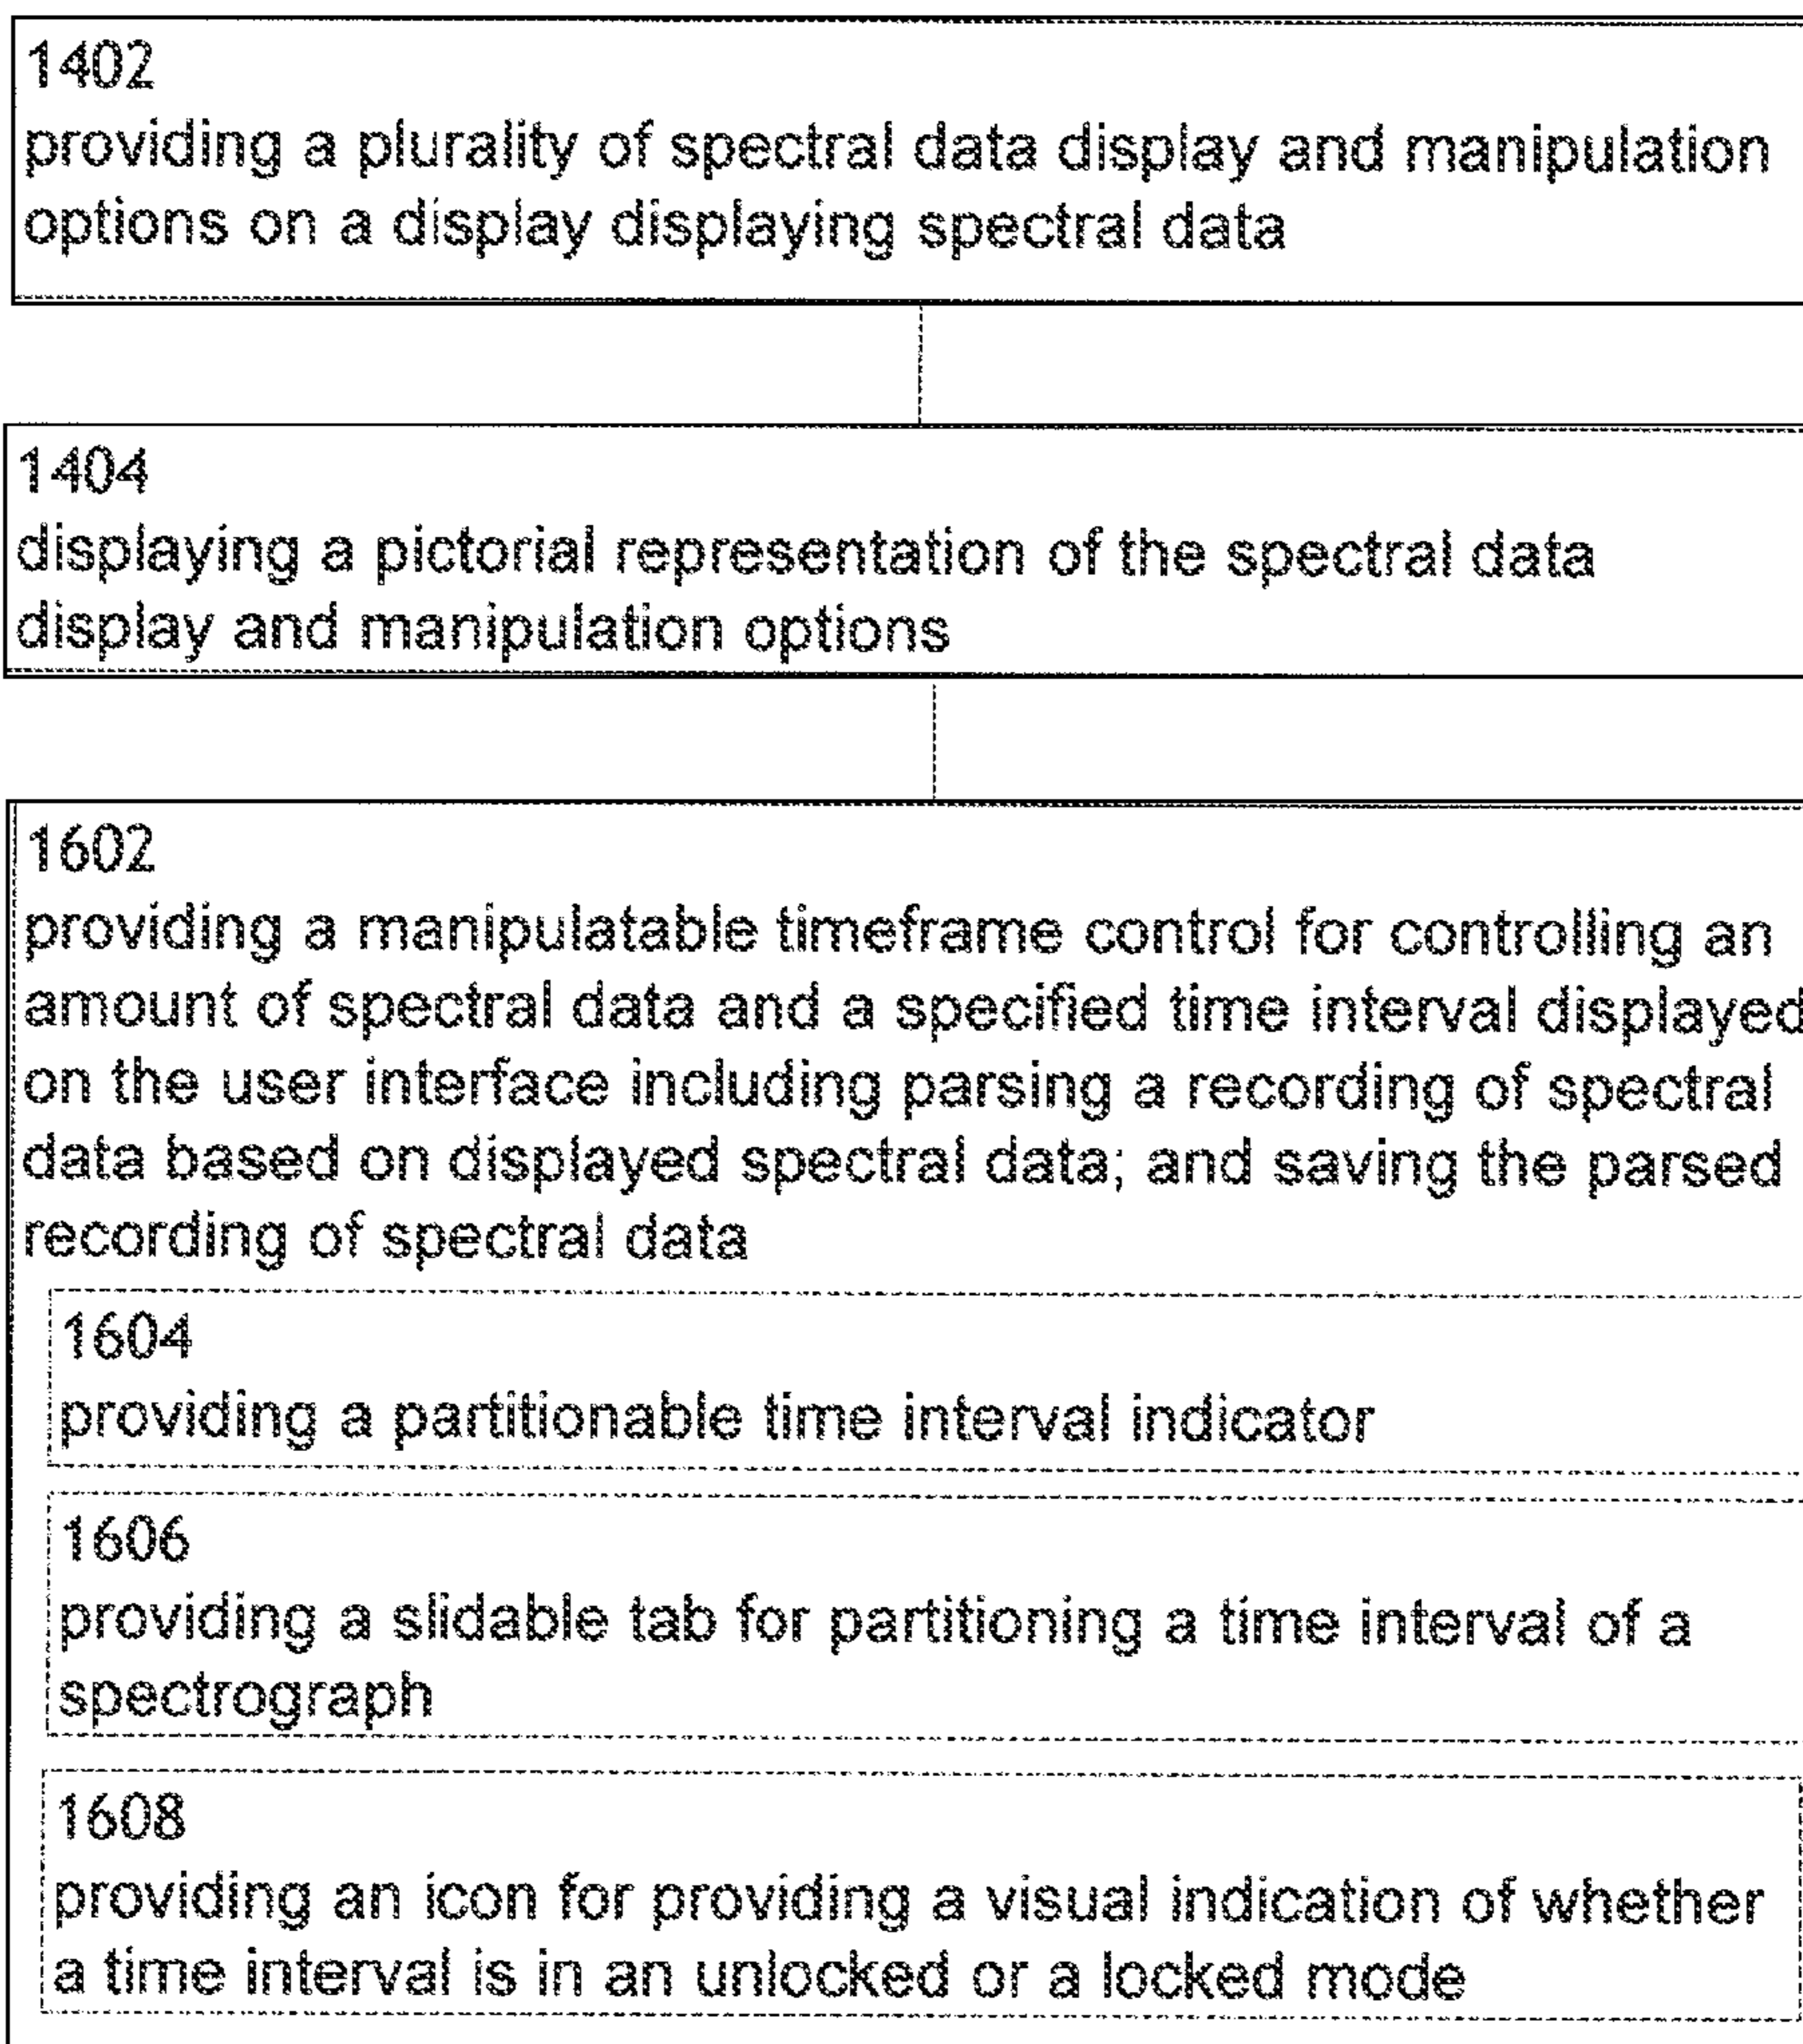 1402
providing a plurality of spectral data display and manipulation
options on a display displaying spectral data
1404
displaying a pictorial representation of the spectral data
display and manipulation options
1602
providing a manipulatable timeframe control for controlling an
amount of spectral data and a specified time interval displayed
on the user interface including parsing a recording of spectral
data based on displayed spectral data; and saving the parsed
recording of spectral data
1604
providing a partitionable time interval indicator
1606
providing a slidable tab for partitioning a time interval of a
spectrograph
1608
providing an icon for providing a visual indication of whether
a time interval is in an unlocked or a locked mode